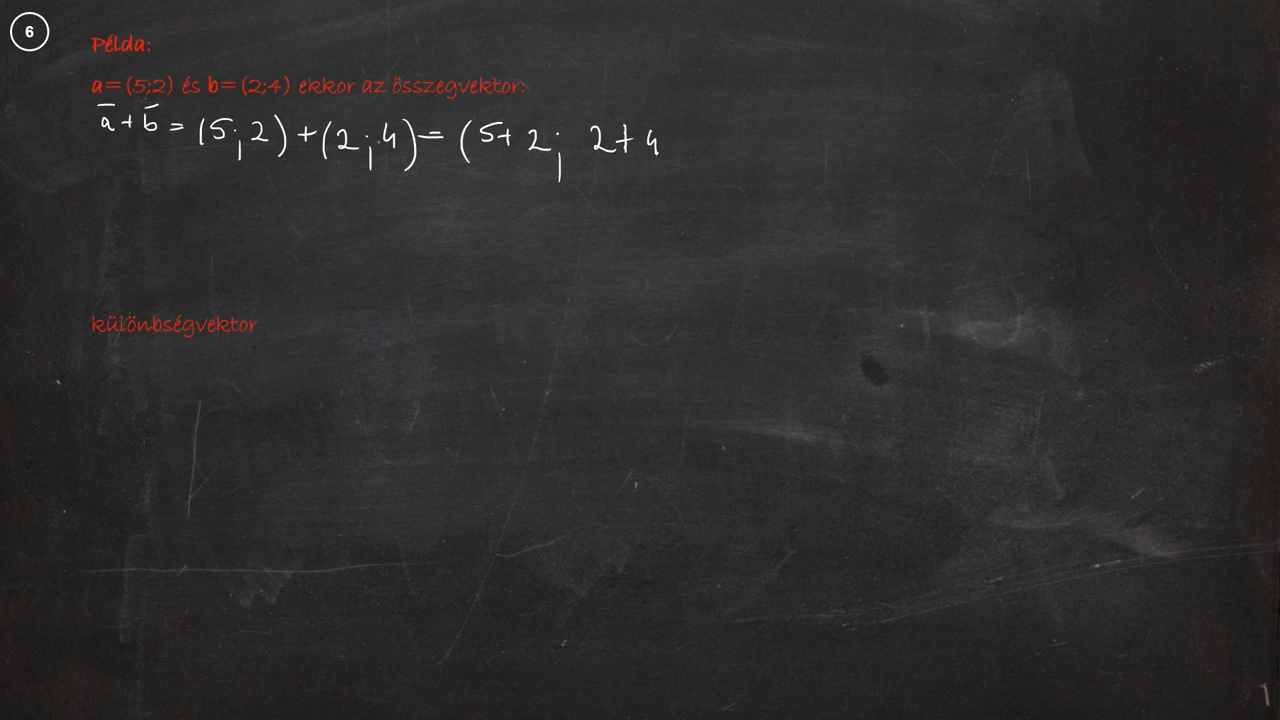 6
Példa:
a=(5;2) és b=(2;4) ekkor az összegvektor:
a̅ + b̅ = (5;2)+(2;4)=(5+2; 2+4
különbségvektor